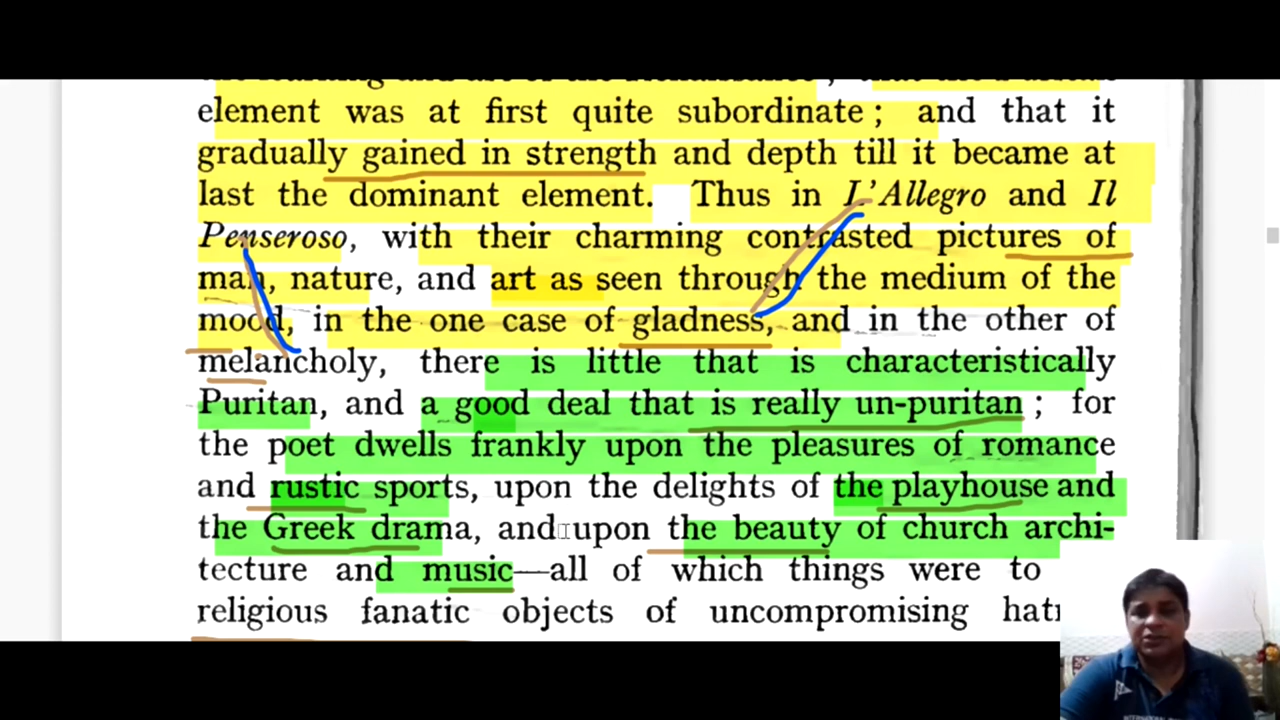 element was at first quite subordinate ; and that it
gradually gained in strength and depth till it became at
last the dominant element. Thus in L'Allegro and Il
Penseroso, with their charming contrasted pictures of
man, nature, and art as seen through the medium of the
mood, in the one case of gladness, and in the other of
melancholy, there is little that is characteristically
Puritan, and a good deal that is really un-puritan ; for
the poet dwells frankly upon the pleasures of romance
and rustic sports, upon the delights of the playhouse and
the Greek drama, and upon the beauty of church archi-
tecture and music—all of which things were to
religious fanatic objects of uncompromising